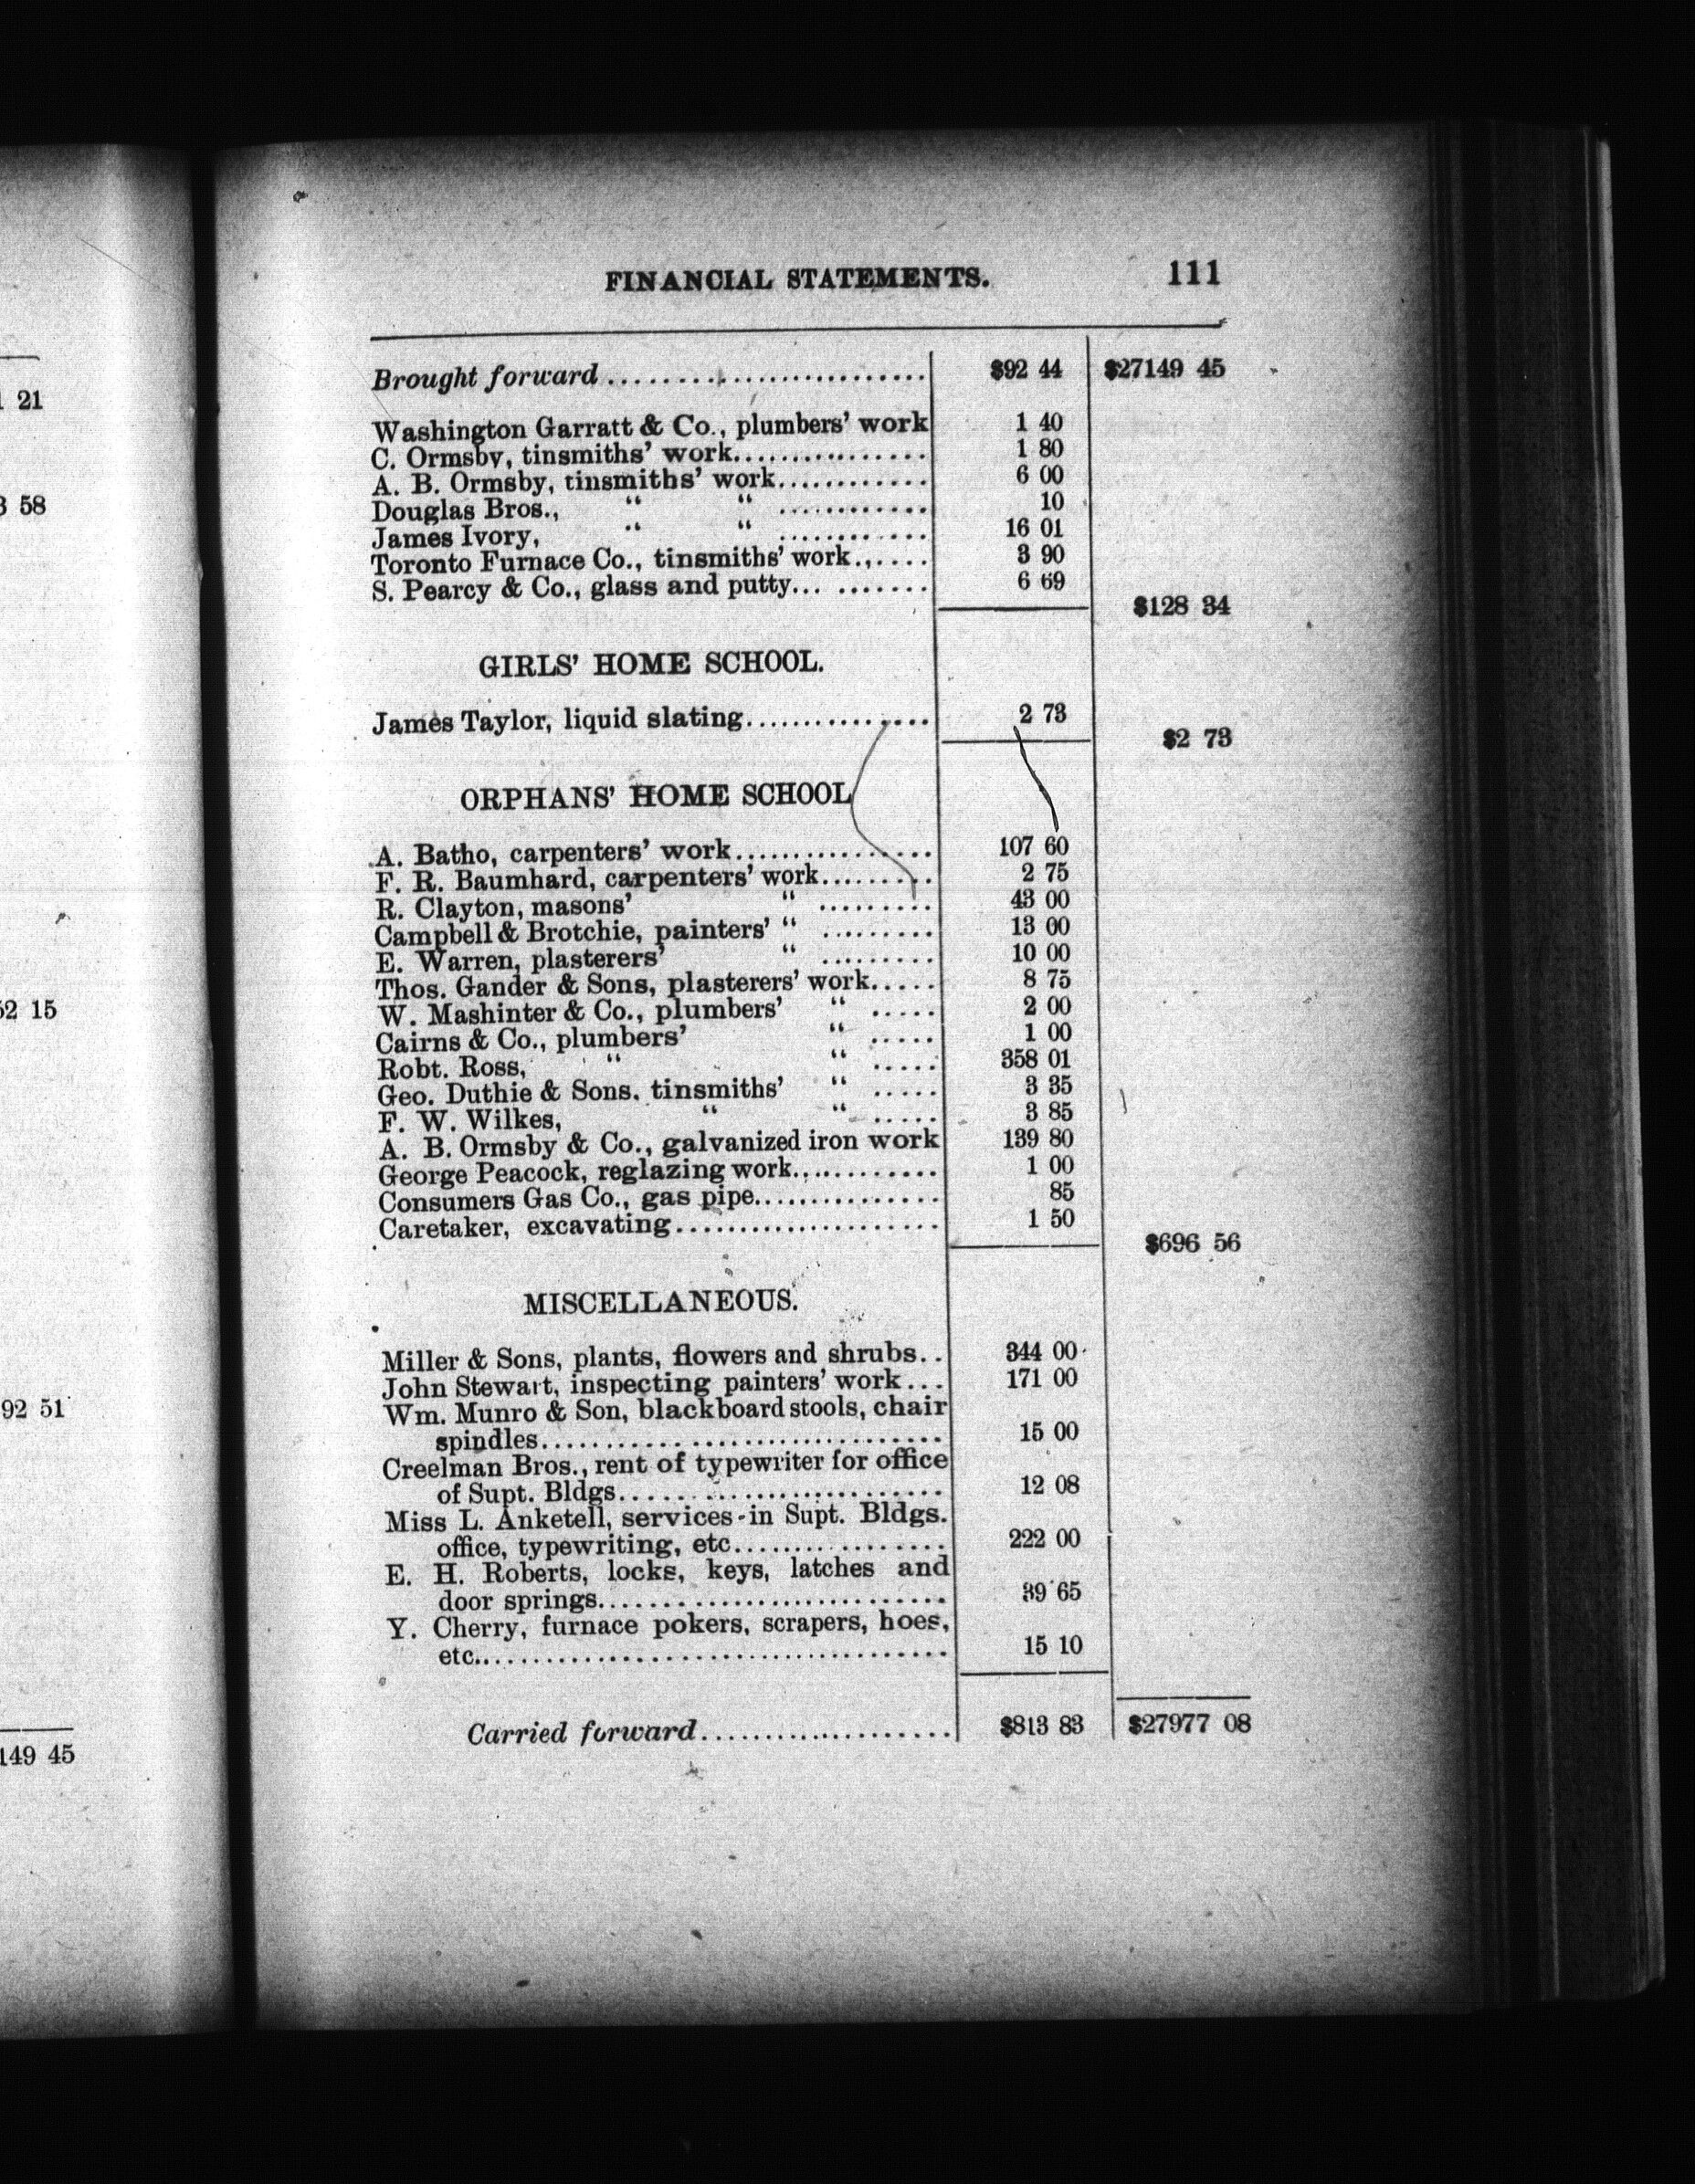 21
3 58
52 15
92 51
149 45
FINANCIAL STATEMENTS. 111
Brought forward.......................... $92 44 $27149 45
Washington Garratt & Co., plumbers' work 1 40
C. Ormsby, tinsmiths' work................ 1 80
A. B. Ormsby, tinsmiths' work............ 6 00
Douglas Bros., " " ............ 10
James Ivory, " " ............ 16 01
Toronto Furnace Co., tinsmiths' work...... 3 90
S. Pearcy & Co., glass and putty... ....... 6 69
$128 34
GIRLS' HOME SCHOOL.
James Taylor, liquid slating............... 2 73
$2 73
ORPHANS' HOME SCHOOL
A. Batho, carpenters' work................ 107 60
F. R. Baumhard, carpenters' work......... 2 75
R. Clayton, masons' " ......... 43 00
Campbell & Brotchie, painters' " ......... 13 00
E. Warren, plasterers' " ......... 10 00
Thos. Gander & Sons, plasterers' work..... 8 75
W. Mashinter & Co., plumbers' " ..... 2 00
Cairns & Co., plumbers' " ..... 1 00
Robt. Ross, " " ..... 358 01
Geo. Duthie & Sons. tinsmiths' " ..... 3 35
F. W. Wilkes, " " ..... 3 85
A. B. Ormsby & Co., galvanized iron work 139 80
George Peacock, reglazing work............ 1 00
Consumers Gas Co., gas pipe............... 85
Caretaker, excavating..................... 1 50
$696 56
MISCELLANEOUS.
Miller & Sons, plants, flowers and shrubs.. 344 00
John Stewart, inspecting painters' work... 171 00
Wm. Munro & Son, blackboard stools, chair
spindles................................ 15 00
Creelman Bros., rent of typewriter for office
of Supt. Bldgs......................... 12 08
Miss L. Anketell, services in Supt. Bldgs.
office, typewriting, etc................ 222 00
E. H. Roberts, locks, keys, latches and
door springs........................... 39 65
Y. Cherry, furnace pokers, scrapers, hoes,
etc.................................... 15 10
Carried forward.................... $813 83 $27977 08